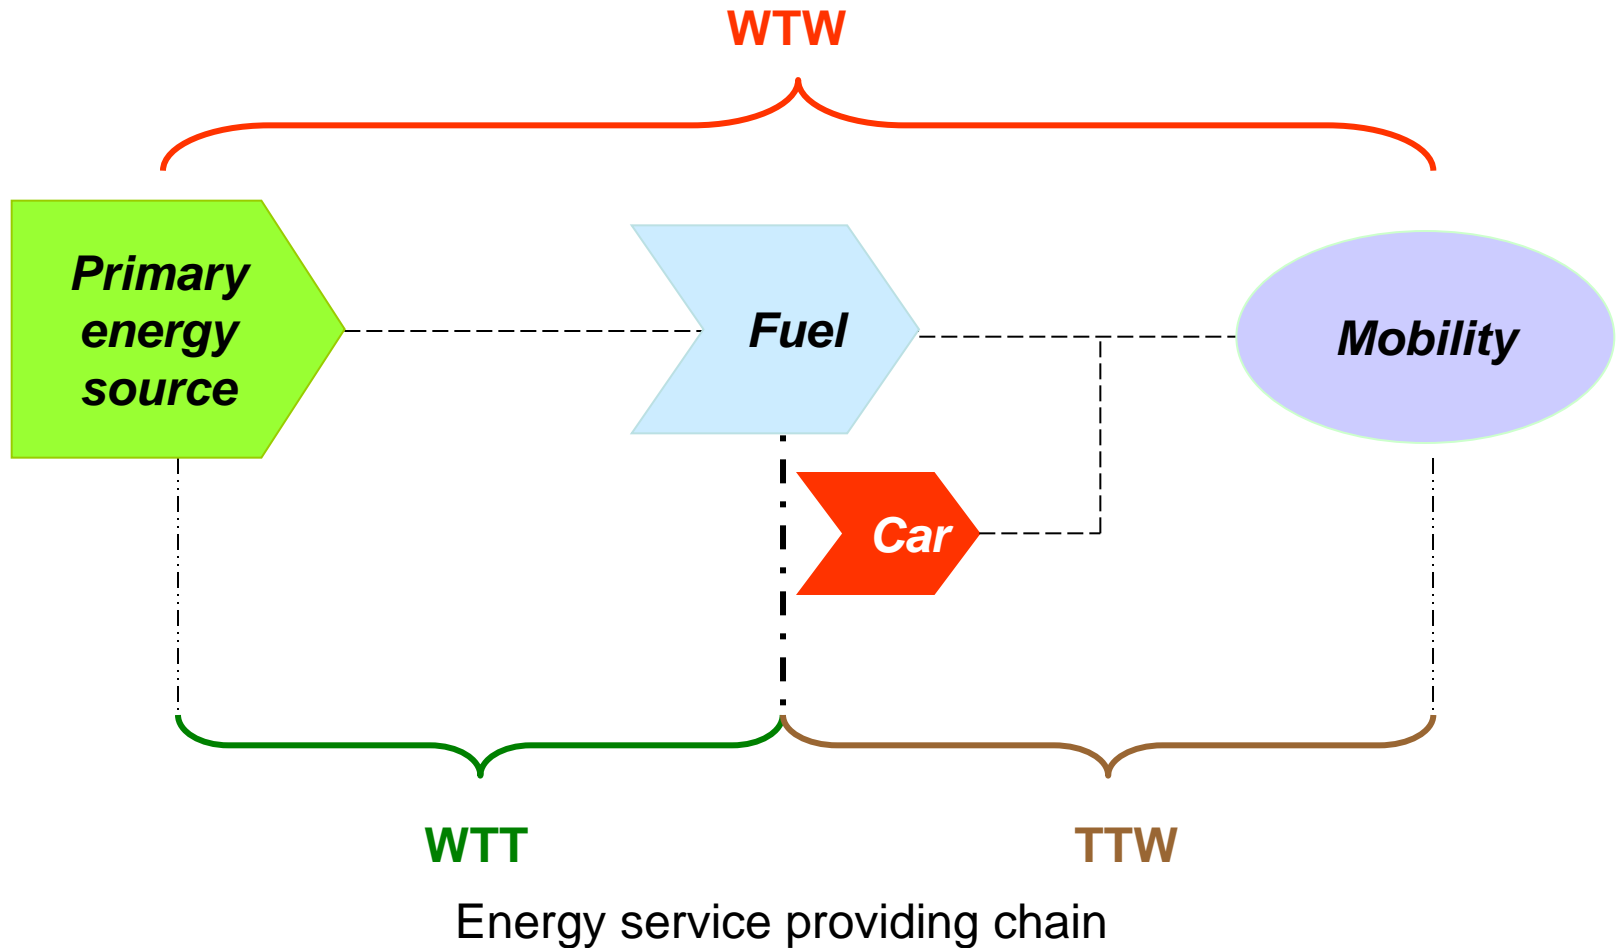 WTW
Primary
energy
source
Fuel
Mobility
Car
WTT
TTW
Energy service providing chain